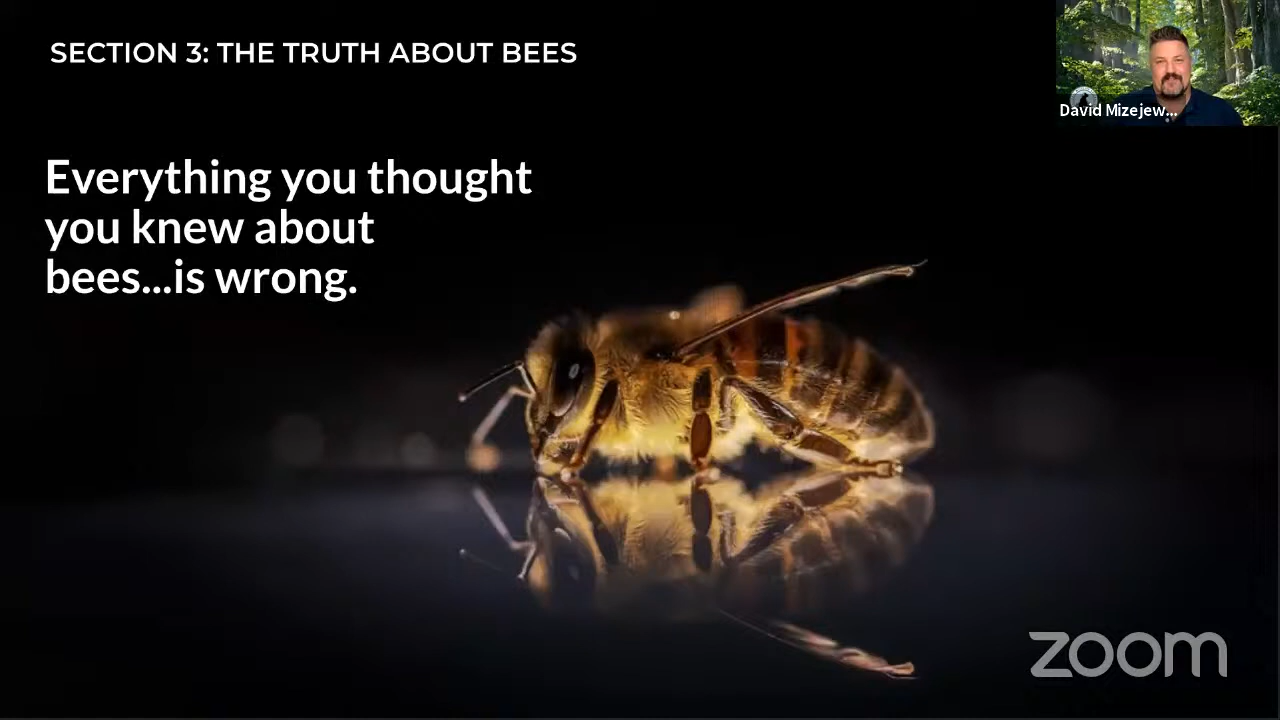 SECTION 3: THE TRUTH ABOUT BEES
David Mizejew...
Everything you thought
you knew about
bees...is wrong.
zoom